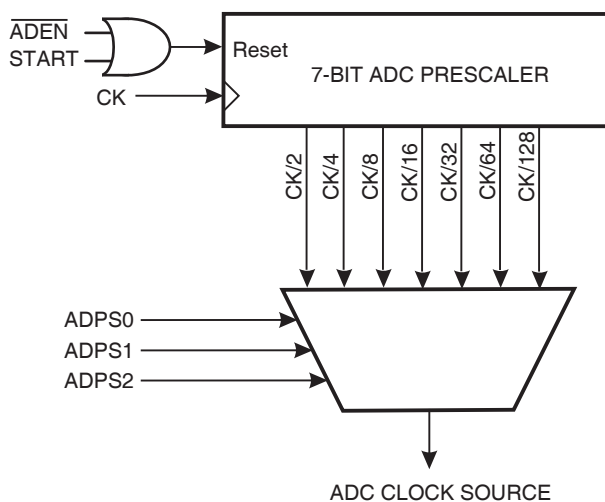 ADEN
START
CK
Reset
7-BIT ADC PRESCALER
CK/2
CK/4
CK/8
CK/16
CK/32
CK/64
CK/128
ADPS0
ADPS1
ADPS2
ADC CLOCK SOURCE